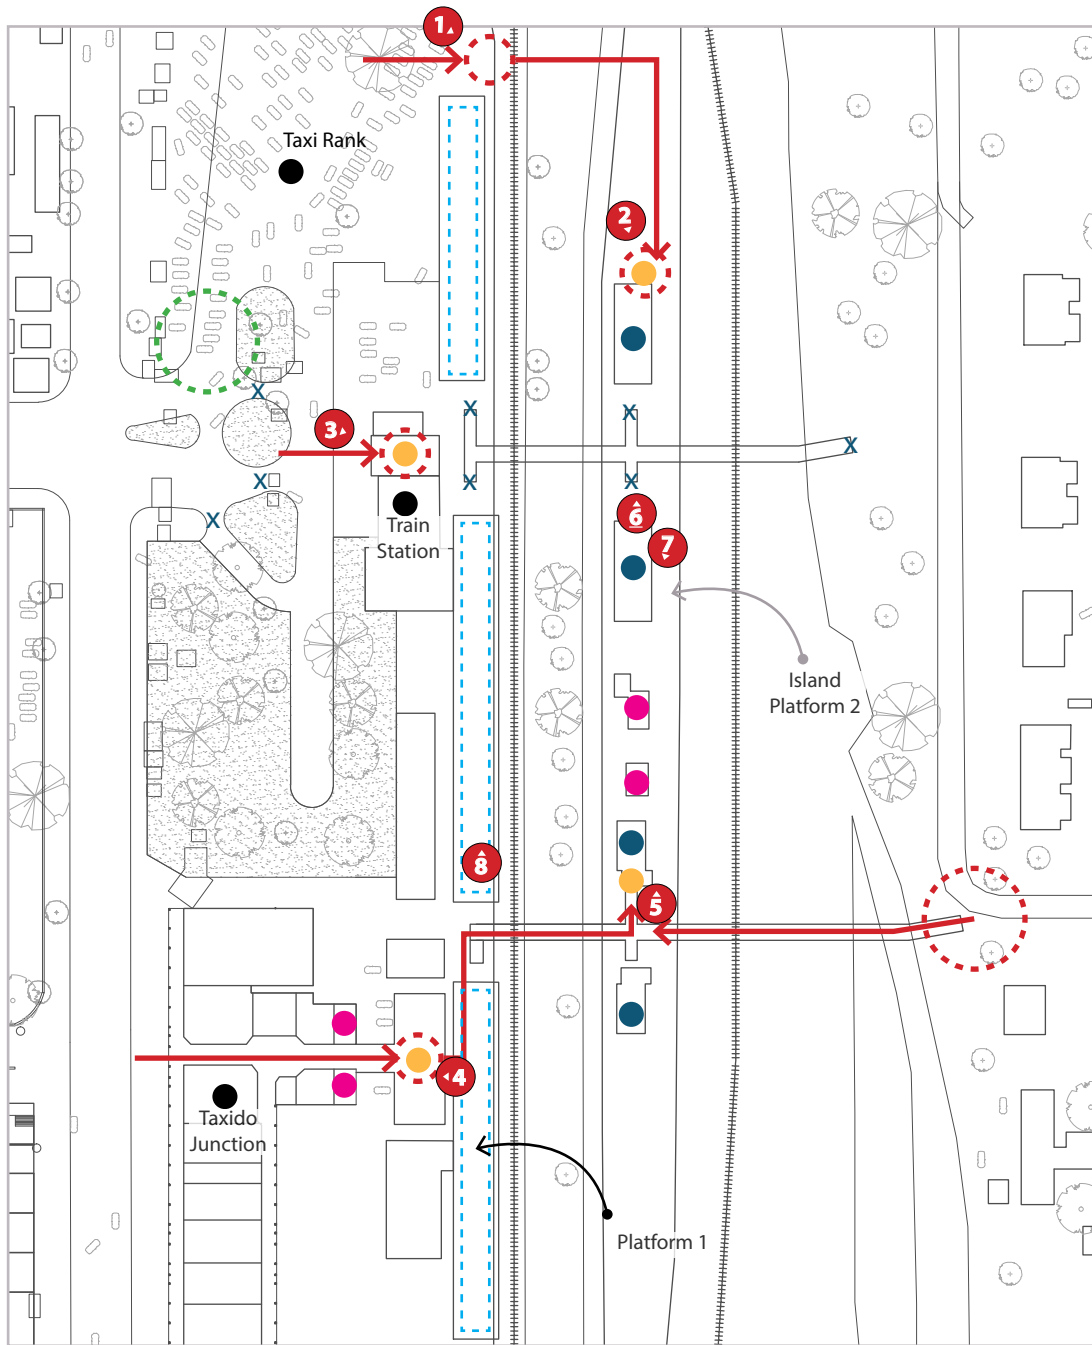 1
Taxi Rank
2
X
X
X
3
X
X
X
X
X
Train
Station
6
7
Island
Platform 2
8
5
4
Taxido
Junction
Platform 1